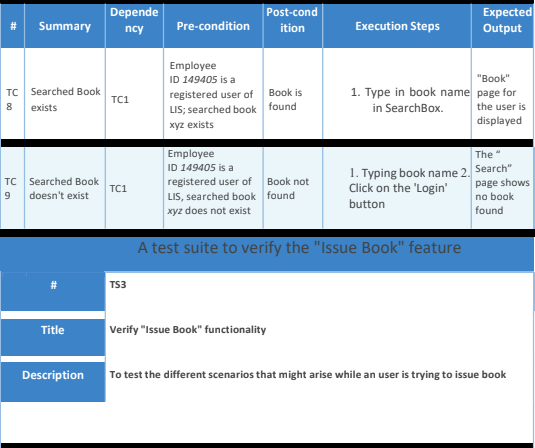 # Summary Dependency Pre-condition Post-condition Execution Steps Expected Output
TC 8
Searched Book exists
TC1
Employee
ID 149405 is a
registered user of
LIS; searched book
xyz exists
Book is
found
1. Type in book name
in SearchBox.
"Book"
page for
the user is
displayed
TC 9
Searched Book
doesn't exist
TC1
Employee
ID 149405 is a
registered user of
LIS, searched book
xyz does not exist
Book not
found
1. Typing book name 2.
Click on the 'Login'
button
The "
Search"
page shows
no book
found
A test suite to verify the "Issue Book" feature
# TS3
Title Verify "Issue Book" functionality
Description To test the different scenarios that might arise while an user is trying to issue book